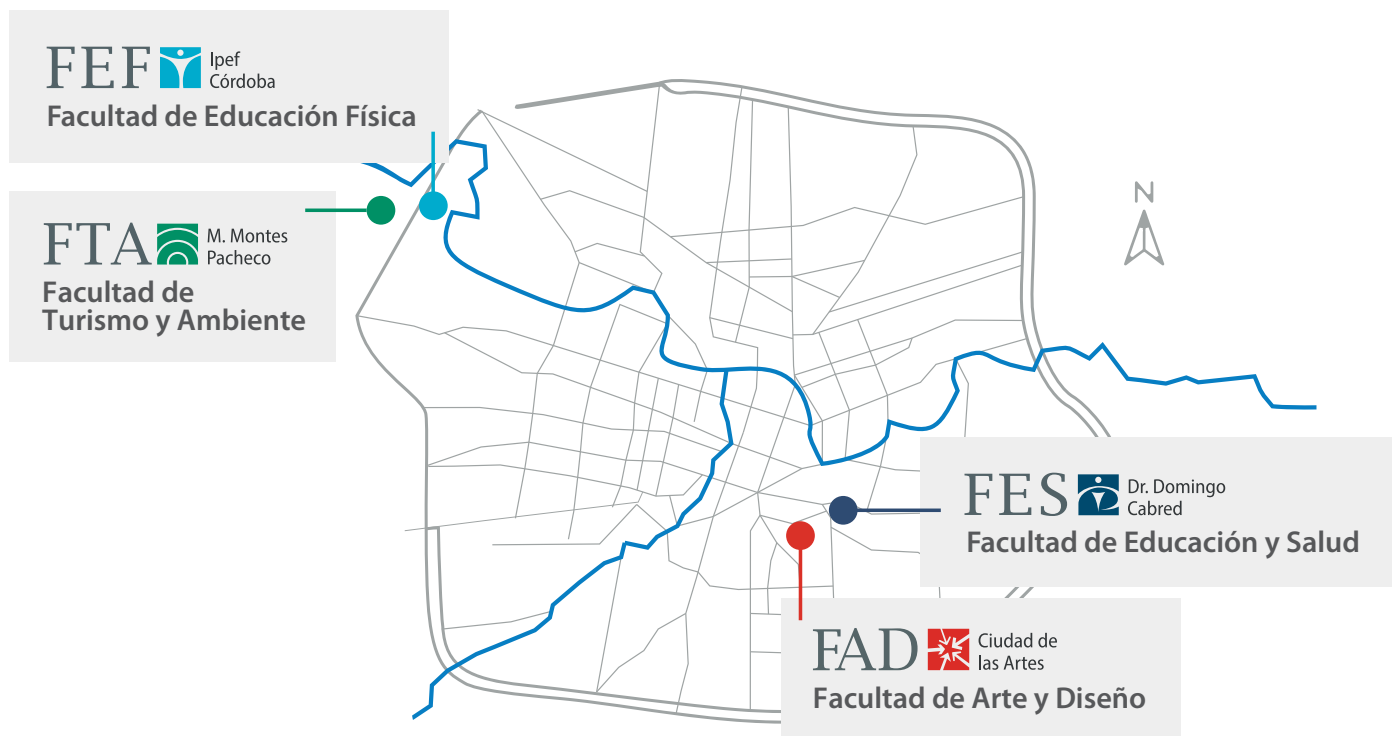 FEF Ipef
Córdoba
Facultad de Educación Física
FTA M. Montes
Pacheco
Facultad de
Turismo y Ambiente
N
FES Dr. Domingo
Cabred
Facultad de Educación y Salud
FAD Ciudad de
las Artes
Facultad de Arte y Diseño